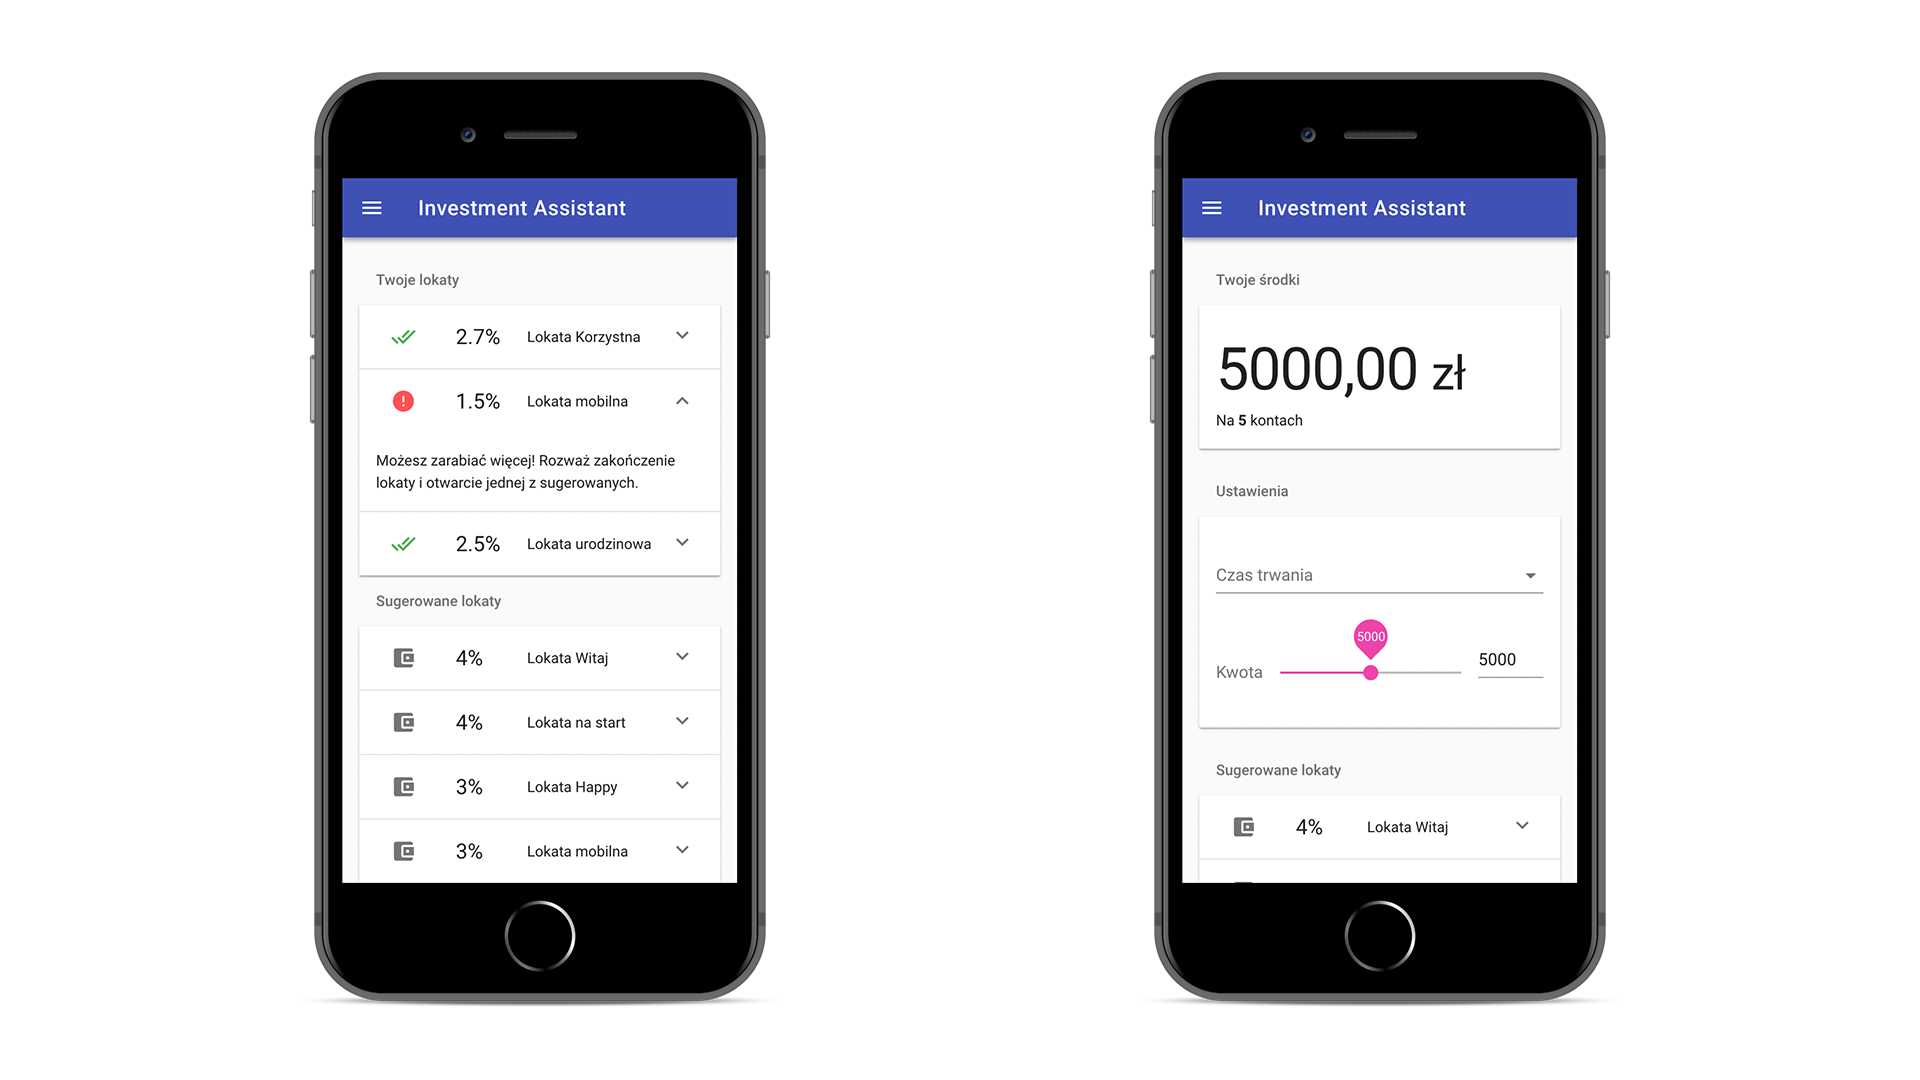 Investment Assistant
Twoje lokaty
2.7% Lokata Korzystna
! 1.5% Lokata mobilna
Możesz zarabiać więcej! Rozważ zakończenie
lokaty i otwarcie jednej z sugerowanych.
2.5% Lokata urodzinowa
Sugerowane lokaty
4% Lokata Witaj
4% Lokata na start
3% Lokata Happy
3% Lokata mobilna
Investment Assistant
Twoje środki
5000,00 zł
Na 5 kontach
Ustawienia
Czas trwania
5000
Kwota 5000
Sugerowane lokaty
4% Lokata Witaj